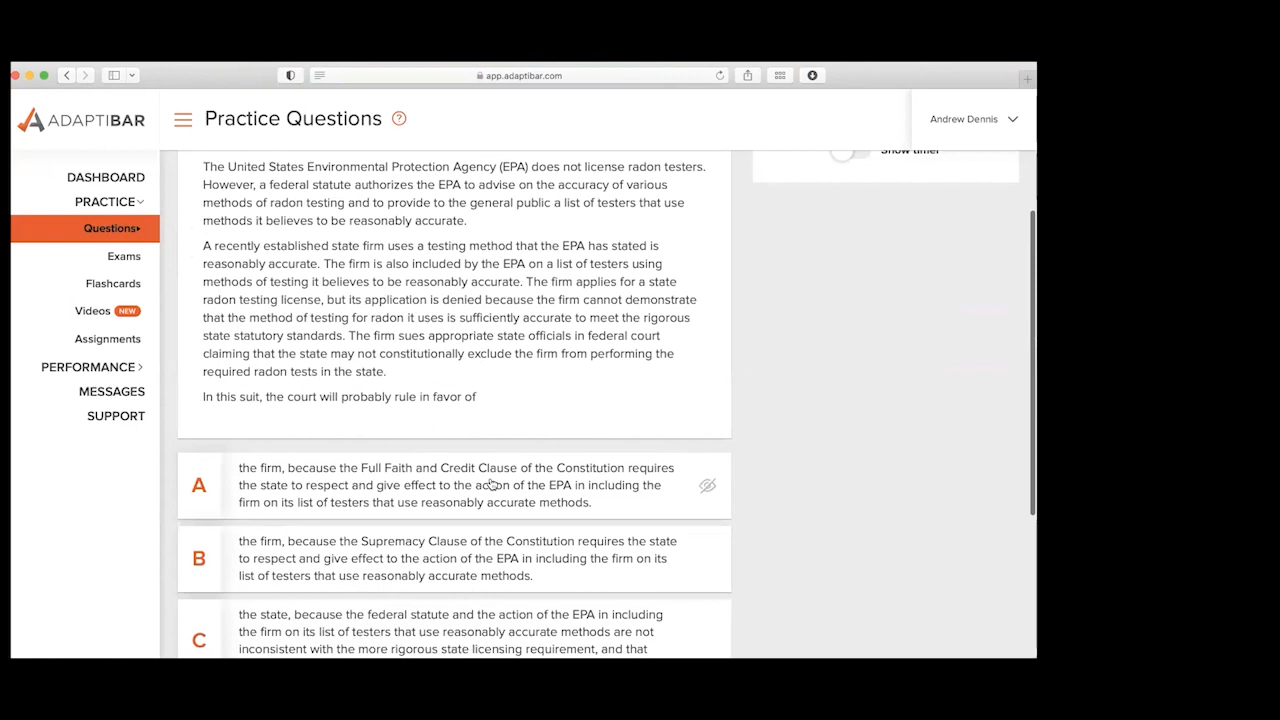 app.adaptibar.com
ADAPTIBAR
Practice Questions ?
Andrew Dennis
Show timer
DASHBOARD
PRACTICE
Questions
Exams
Flashcards
Videos NEW
Assignments
PERFORMANCE
MESSAGES
SUPPORT
The United States Environmental Protection Agency (EPA) does not license radon testers.
However, a federal statute authorizes the EPA to advise on the accuracy of various
methods of radon testing and to provide to the general public a list of testers that use
methods it believes to be reasonably accurate.
A recently established state firm uses a testing method that the EPA has stated is
reasonably accurate. The firm is also included by the EPA on a list of testers using
methods of testing it believes to be reasonably accurate. The firm applies for a state
radon testing license, but its application is denied because the firm cannot demonstrate
that the method of testing for radon it uses is sufficiently accurate to meet the rigorous
state statutory standards. The firm sues appropriate state officials in federal court
claiming that the state may not constitutionally exclude the firm from performing the
required radon tests in the state.
In this suit, the court will probably rule in favor of
A
the firm, because the Full Faith and Credit Clause of the Constitution requires
the state to respect and give effect to the action of the EPA in including the
firm on its list of testers that use reasonably accurate methods.
B
the firm, because the Supremacy Clause of the Constitution requires the state
to respect and give effect to the action of the EPA in including the firm on its
list of testers that use reasonably accurate methods.
C
the state, because the federal statute and the action of the EPA in including
the firm on its list of testers that use reasonably accurate methods are not
inconsistent with the more rigorous state licensing requirement, and that